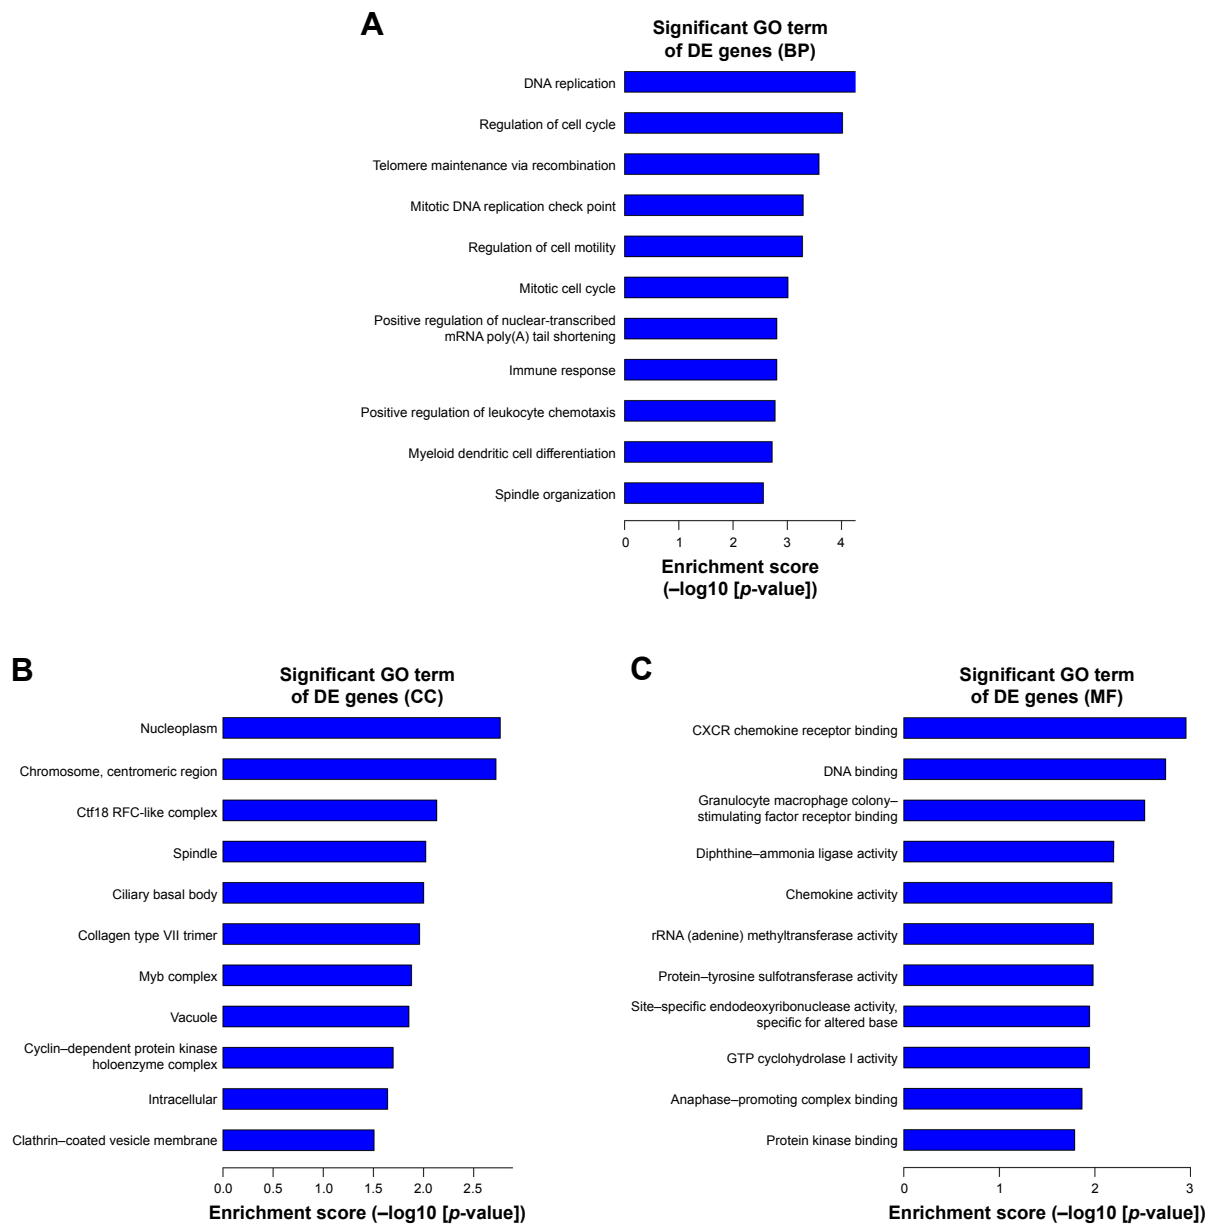 A
Significant GO term
of DE genes (BP)
DNA replication
Regulation of cell cycle
Telomere maintenance via recombination
Mitotic DNA replication check point
Regulation of cell motility
Mitotic cell cycle
Positive regulation of nuclear-transcribed
mRNA poly(A) tail shortening
Immune response
Positive regulation of leukocyte chemotaxis
Myeloid dendritic cell differentiation
Spindle organization
0 1 2 3 4
Enrichment score
(–log10 [p-value])
B
Significant GO term
of DE genes (CC)
Nucleoplasm
Chromosome, centromeric region
Ctf18 RFC-like complex
Spindle
Ciliary basal body
Collagen type VII trimer
Myb complex
Vacuole
Cyclin–dependent protein kinase
holoenzyme complex
Intracellular
Clathrin–coated vesicle membrane
0.0 0.5 1.0 1.5 2.0 2.5
Enrichment score (–log10 [p-value])
C
Significant GO term
of DE genes (MF)
CXCR chemokine receptor binding
DNA binding
Granulocyte macrophage colony–
stimulating factor receptor binding
Diphthine–ammonia ligase activity
Chemokine activity
rRNA (adenine) methyltransferase activity
Protein–tyrosine sulfotransferase activity
Site–specific endodeoxyribonuclease activity,
specific for altered base
GTP cyclohydrolase I activity
Anaphase–promoting complex binding
Protein kinase binding
0 1 2 3
Enrichment score (–log10 [p-value])